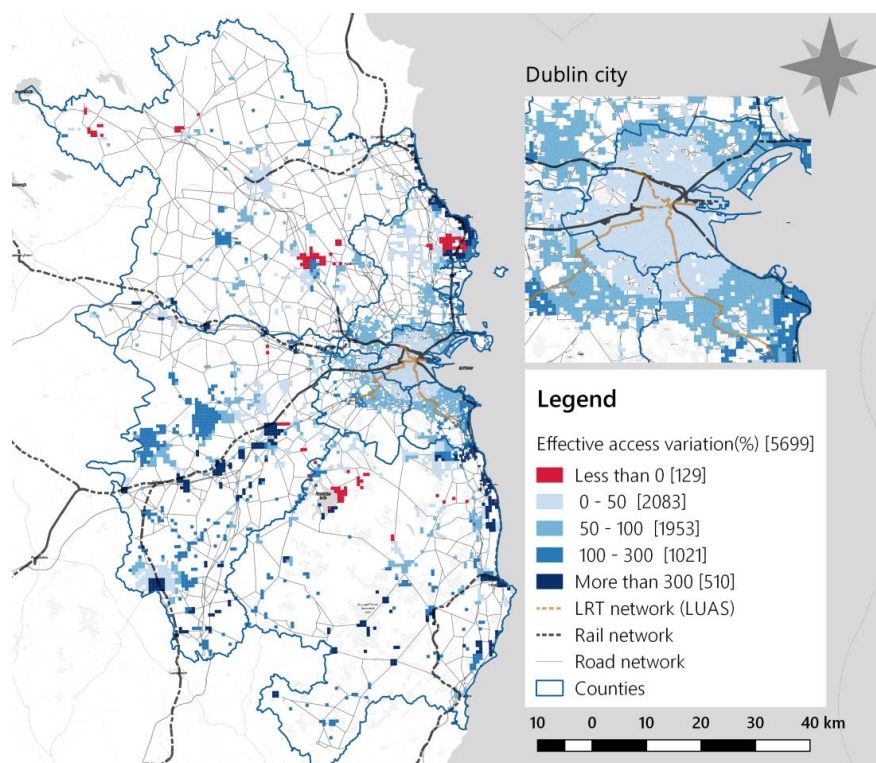 Dublin city
Legend
Effective access variation(%) [5699]
Less than 0 [129]
0 - 50 [2083]
50 - 100 [1953]
100 - 300 [1021]
More than 300 [510]
LRT network (LUAS)
Rail network
Road network
Counties
10 0 10 20 30 40 km